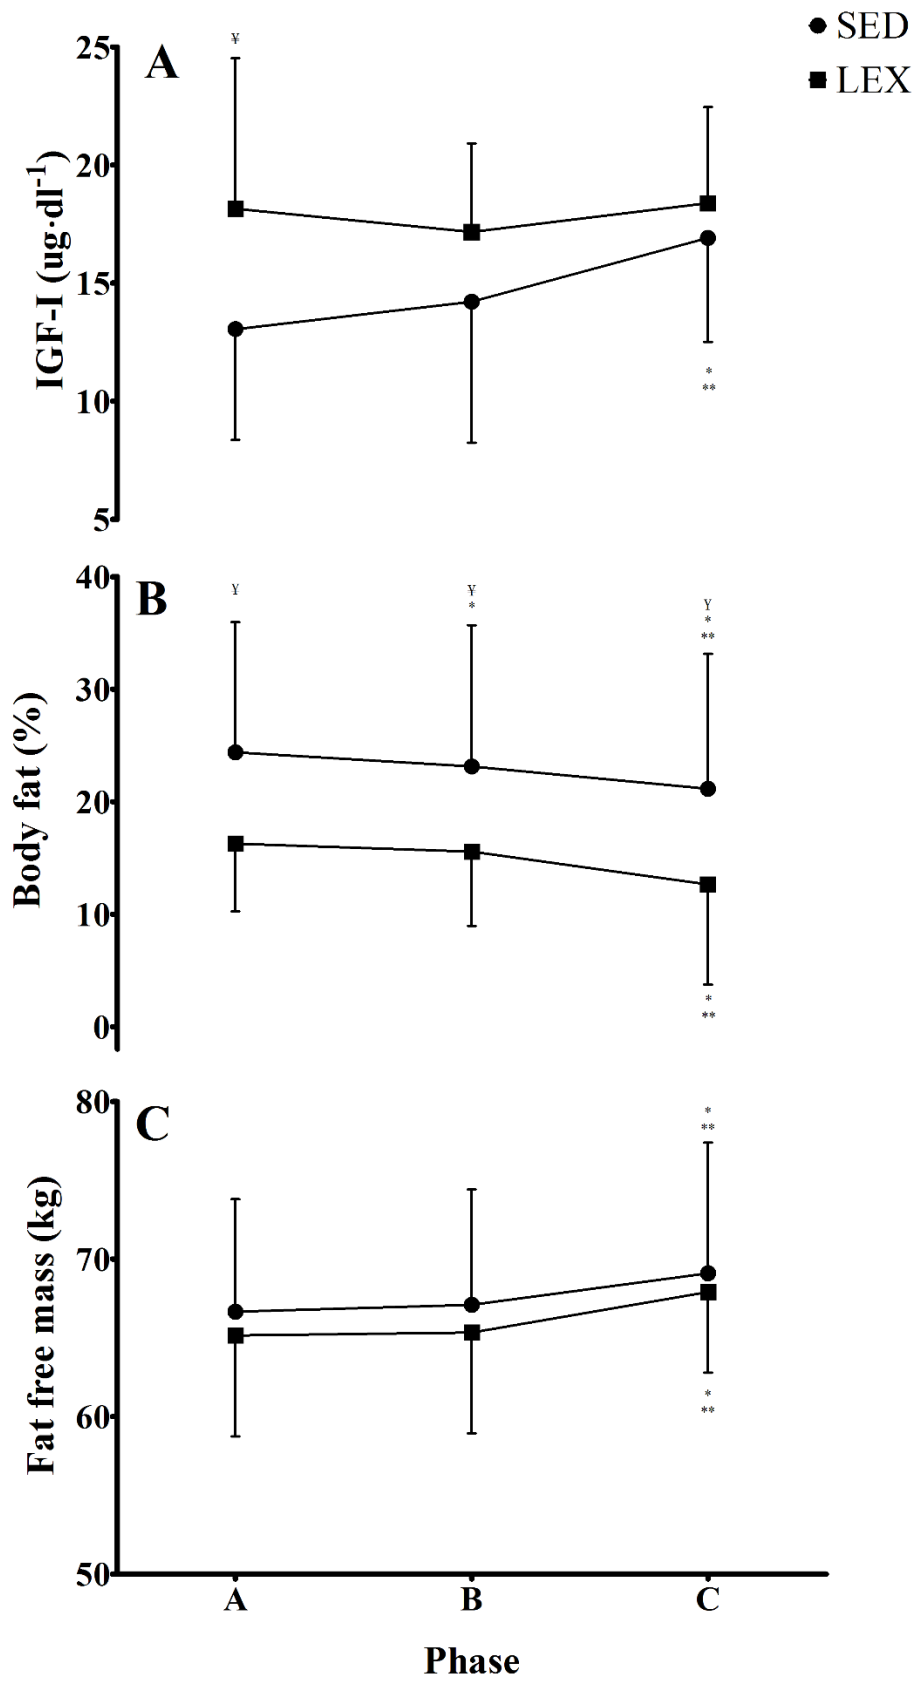 SED
LEX
A
IGF-I (ug·dl-1)
25
20
15
10
5
¥
*
**
B
Body fat (%)
40
30
20
10
0
¥
¥
*
¥
*
**
*
**
C
Fat free mass (kg)
80
70
60
50
*
**
*
**
A B C
Phase